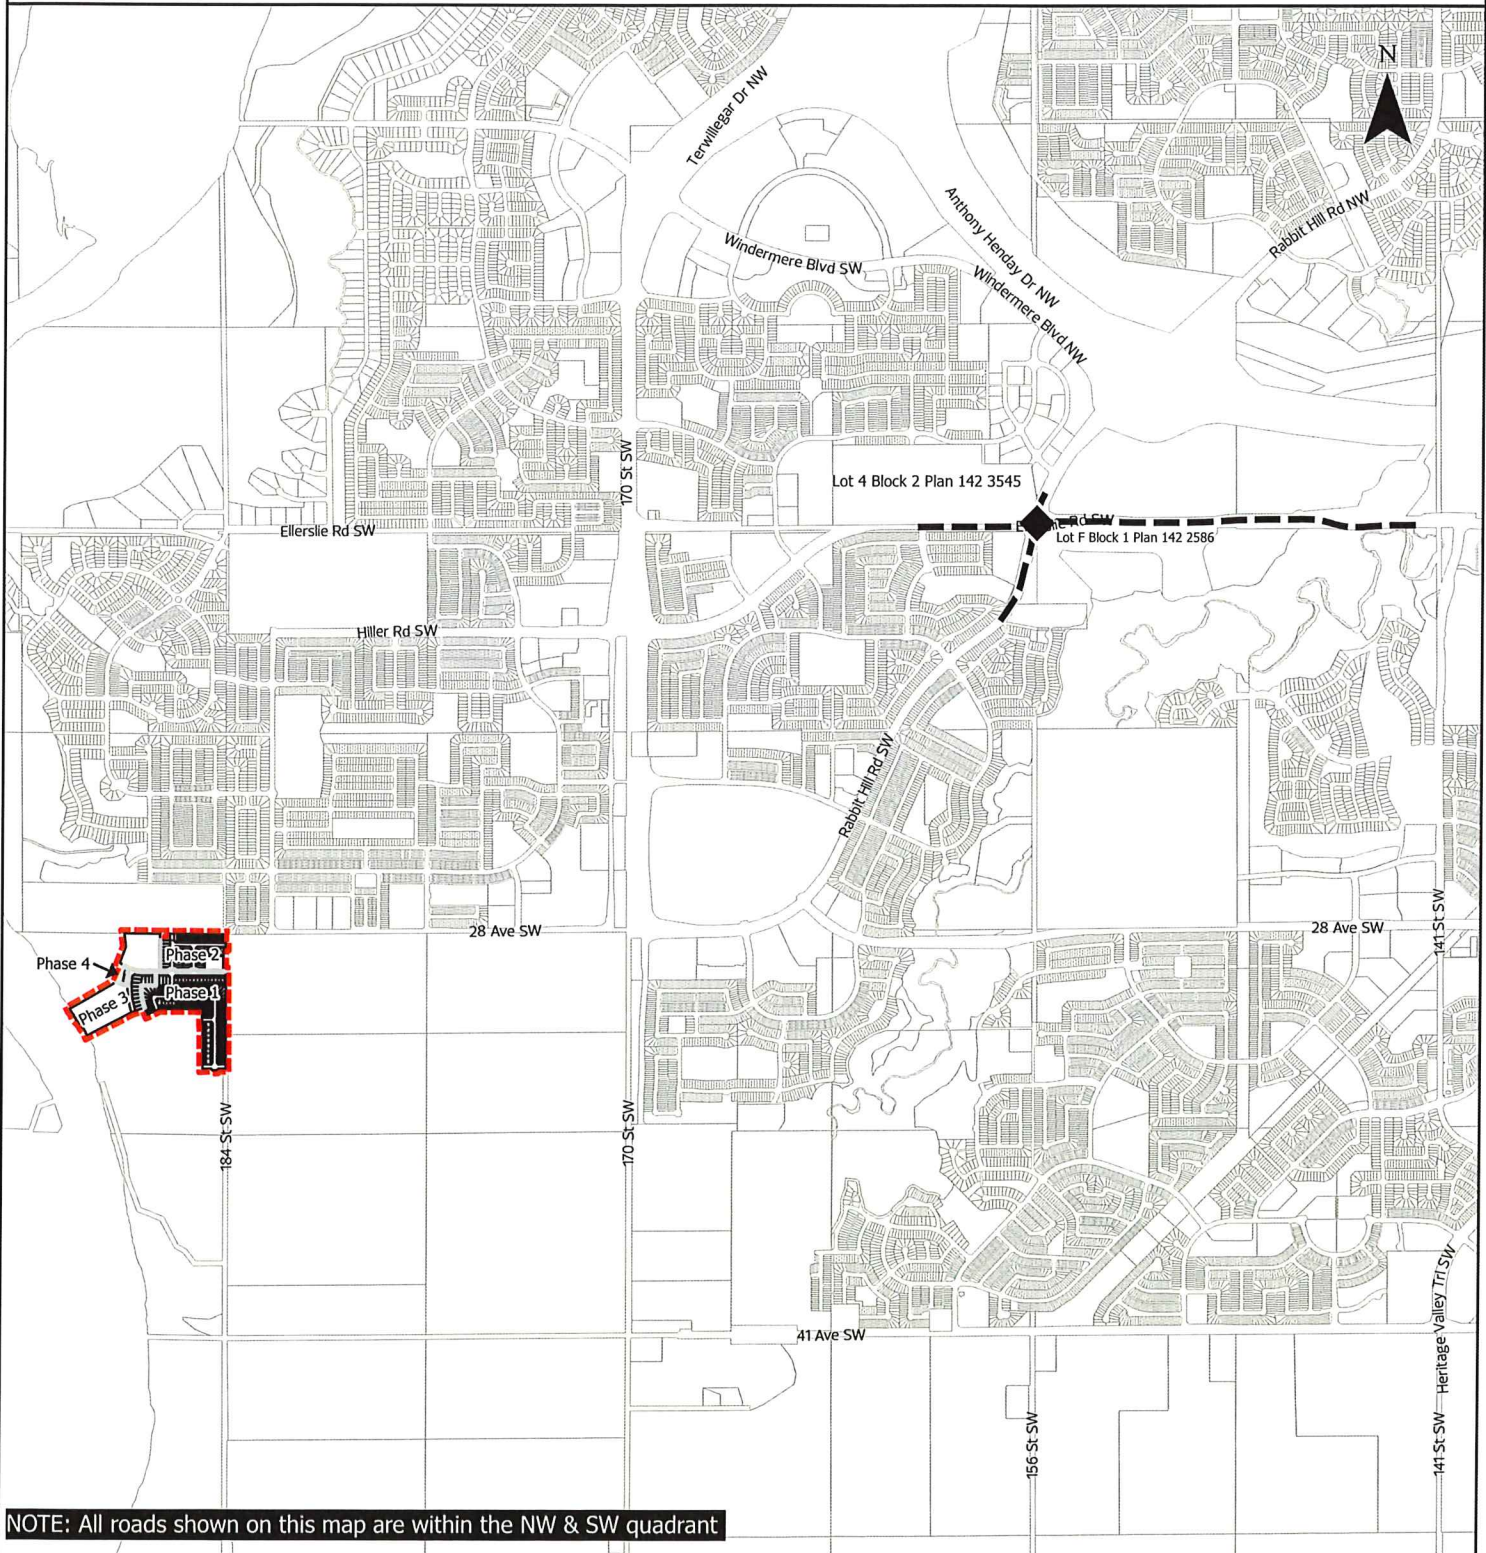 N
Terwillegar Dr NW
Anthony Henday Dr NW
Rabbit Hill Rd NW
Windermere Blvd SW
Windermere Blvd NW
170 St SW
Lot 4 Block 2 Plan 142 3545
Ellerslie Rd SW
Rd SW
Lot F Block 1 Plan 142 2586
Hiller Rd SW
Rabbit Hill Rd SW
141 St SW
28 Ave SW
28 Ave SW
Phase 2
Phase 4
Phase 1
Phase 3
184 St SW
170 St SW
Heritage Valley Trl SW
41 Ave SW
156 St SW
141 St SW
NOTE: All roads shown on this map are within the NW & SW quadrant